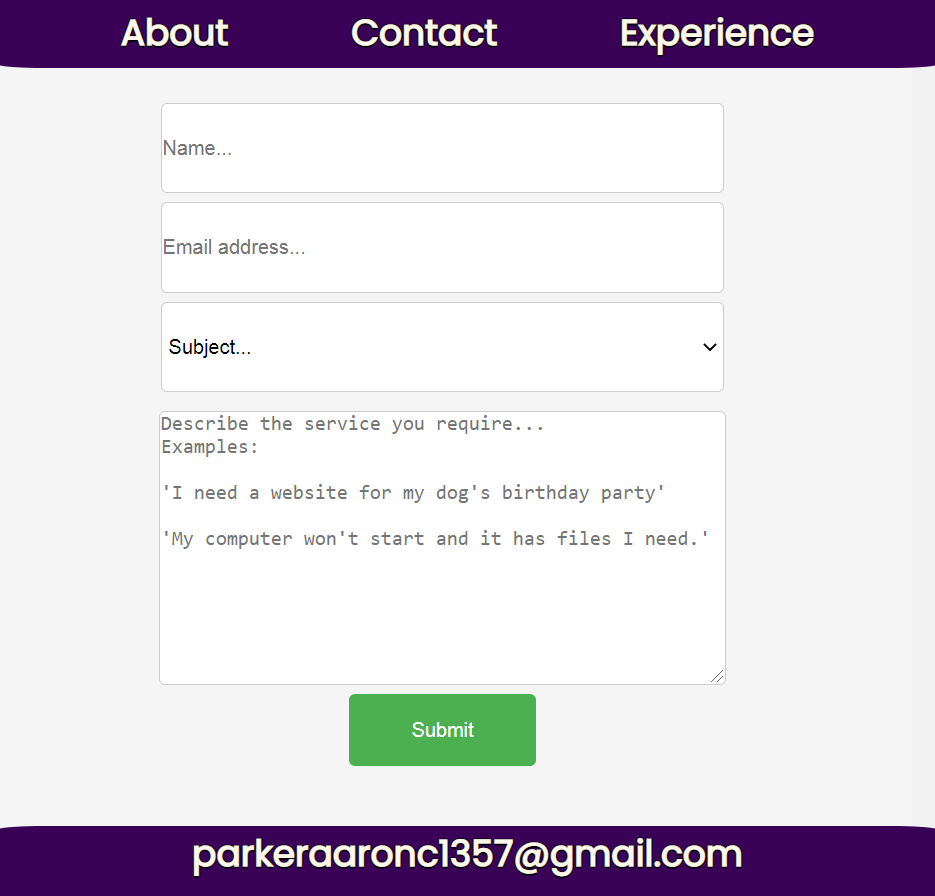 About Contact Experience
Name...
Email address...
Subject...
Describe the service you require...
Examples:
'I need a website for my dog's birthday party'
'My computer won't start and it has files I need.'
Submit
parkeraaronc1357@gmail.com